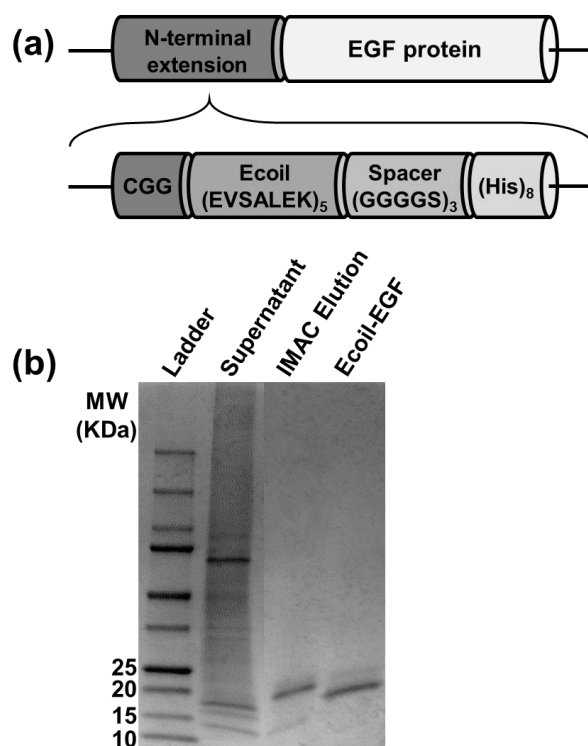 (a)
N-terminal
extension
EGF protein
CGG
Ecoil
(EVSALEK)5
Spacer
(GGGGS)3
(His)8
(b)
Ladder
Supernatant
IMAC Elution
Ecoil-EGF
MW
(KDa)
25
20
15
10